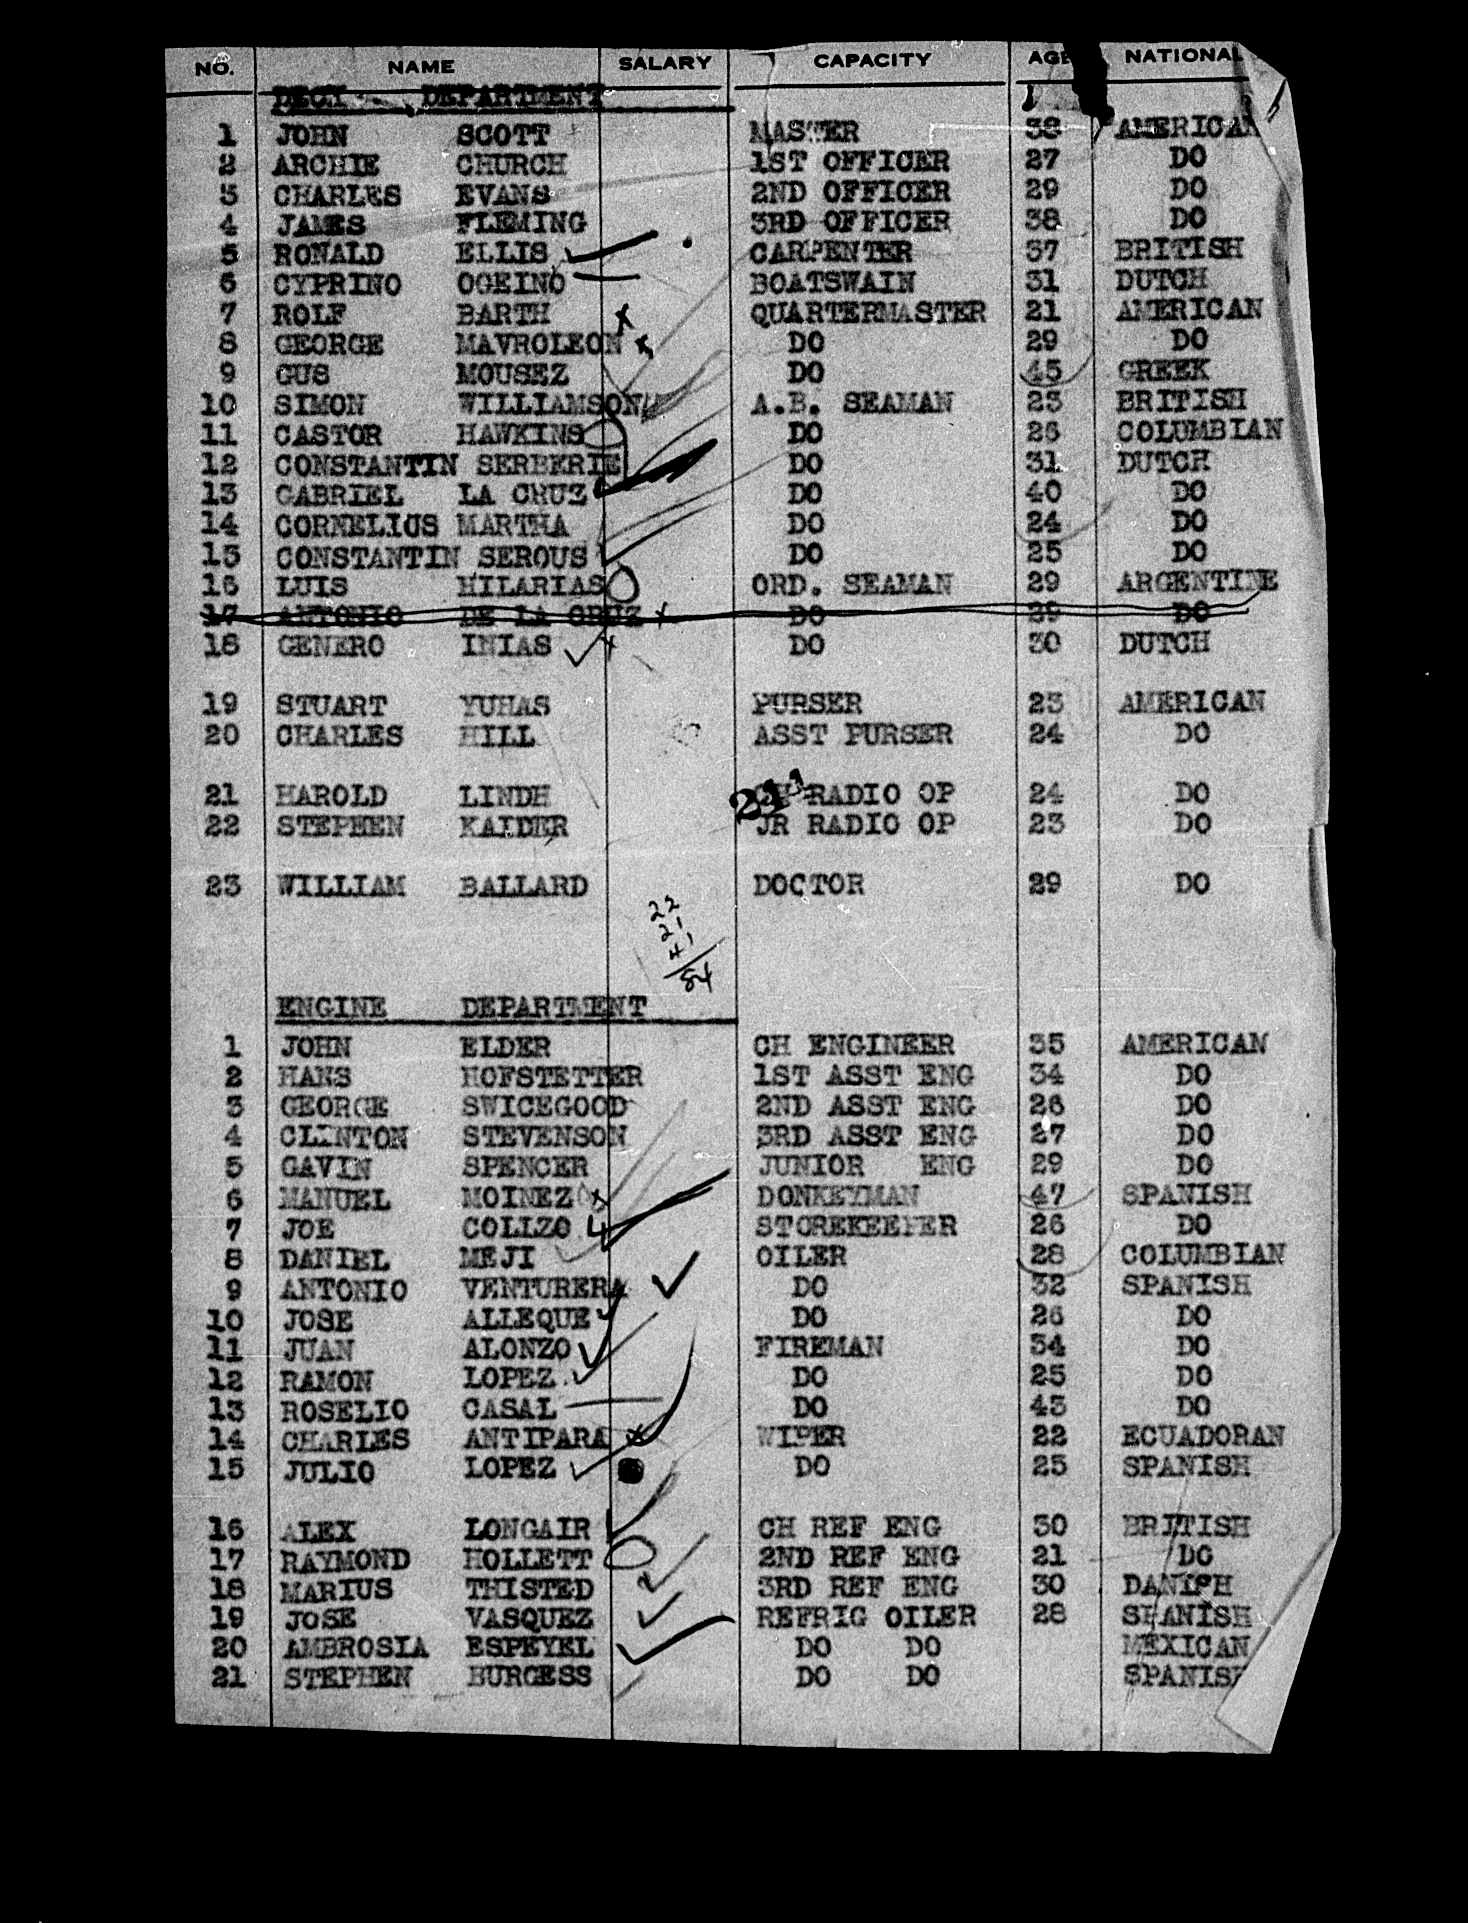 NO. NAME SALARY CAPACITY AGE NATIONAL
DECK DEPARTMENT
1 JOHN SCOTT MASTER 38 AMERICAN
2 ARCHIE CHURCH 1ST OFFICER 27 DO
3 CHARLES EVANS 2ND OFFICER 29 DO
4 JAMES FLEMING 3RD OFFICER 38 DO
5 RONALD ELLIS CARPENTER 37 BRITISH
6 CYPRINO OGEINO BOATSWAIN 31 DUTCH
7 ROLF BARTH QUARTERMASTER 21 AMERICAN
8 GEORGE MAVROLEON DO 29 DO
9 GUS MOUSEZ DO 45 GREEK
10 SIMON WILLIAMSON A.B. SEAMAN 23 BRITISH
11 CASTOR HAWKINS DO 26 COLUMBIAN
12 CONSTANTIN SERBERIE DO 31 DUTCH
13 GABRIEL LA CRUZ DO 40 DO
14 CORNELIUS MARTHA DO 24 DO
15 CONSTANTIN SEROUS DO 25 DO
16 LUIS HILARIAS ORD. SEAMAN 29 ARGENTINE
17 ANTONIO DE LA CRUZ DO 39 DO
18 GENERO INIAS DO 30 DUTCH
19 STUART YUHAS PURSER 23 AMERICAN
20 CHARLES HILL ASST PURSER 24 DO
21 HAROLD LINDH CH RADIO OP 24 DO
22 STEPHEN KAIDER JR RADIO OP 23 DO
23 WILLIAM BALLARD DOCTOR 29 DO
22
21
41
84
ENGINE DEPARTMENT
1 JOHN ELDER CH ENGINEER 35 AMERICAN
2 HANS HOFSTETTER 1ST ASST ENG 34 DO
3 GEORGE SWICEGOOD 2ND ASST ENG 26 DO
4 CLINTON STEVENSON 3RD ASST ENG 27 DO
5 GAVIN SPENCER JUNIOR ENG 29 DO
6 MANUEL MOINEZ DONKEYMAN 47 SPANISH
7 JOE COLLZO STOREKEEPER 26 DO
8 DANIEL MEJI OILER 28 COLUMBIAN
9 ANTONIO VENTURERA DO 32 SPANISH
10 JOSE ALLEQUE DO 26 DO
11 JUAN ALONZO FIREMAN 34 DO
12 RAMON LOPEZ DO 25 DO
13 ROSELIO CASAL DO 43 DO
14 CHARLES ANTIPARA WIPER 22 ECUADORAN
15 JULIO LOPEZ DO 25 SPANISH
16 ALEX LONGAIR CH REF ENG 30 BRITISH
17 RAYMOND HOLLETT 2ND REF ENG 21 DO
18 MARIUS THISTED 3RD REF ENG 30 DANISH
19 JOSE VASQUEZ REFRIG OILER 28 SPANISH
20 AMBROSIA ESPEYEL DO DO MEXICAN
21 STEPHEN BURGESS DO DO SPANISH